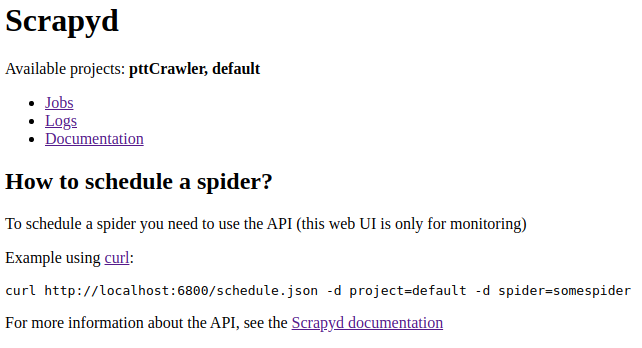 Scrapyd
Available projects: pttCrawler, default
Jobs
Logs
Documentation
How to schedule a spider?
To schedule a spider you need to use the API (this web UI is only for monitoring)
Example using curl:
curl http://localhost:6800/schedule.json -d project=default -d spider=somespider
For more information about the API, see the Scrapyd documentation